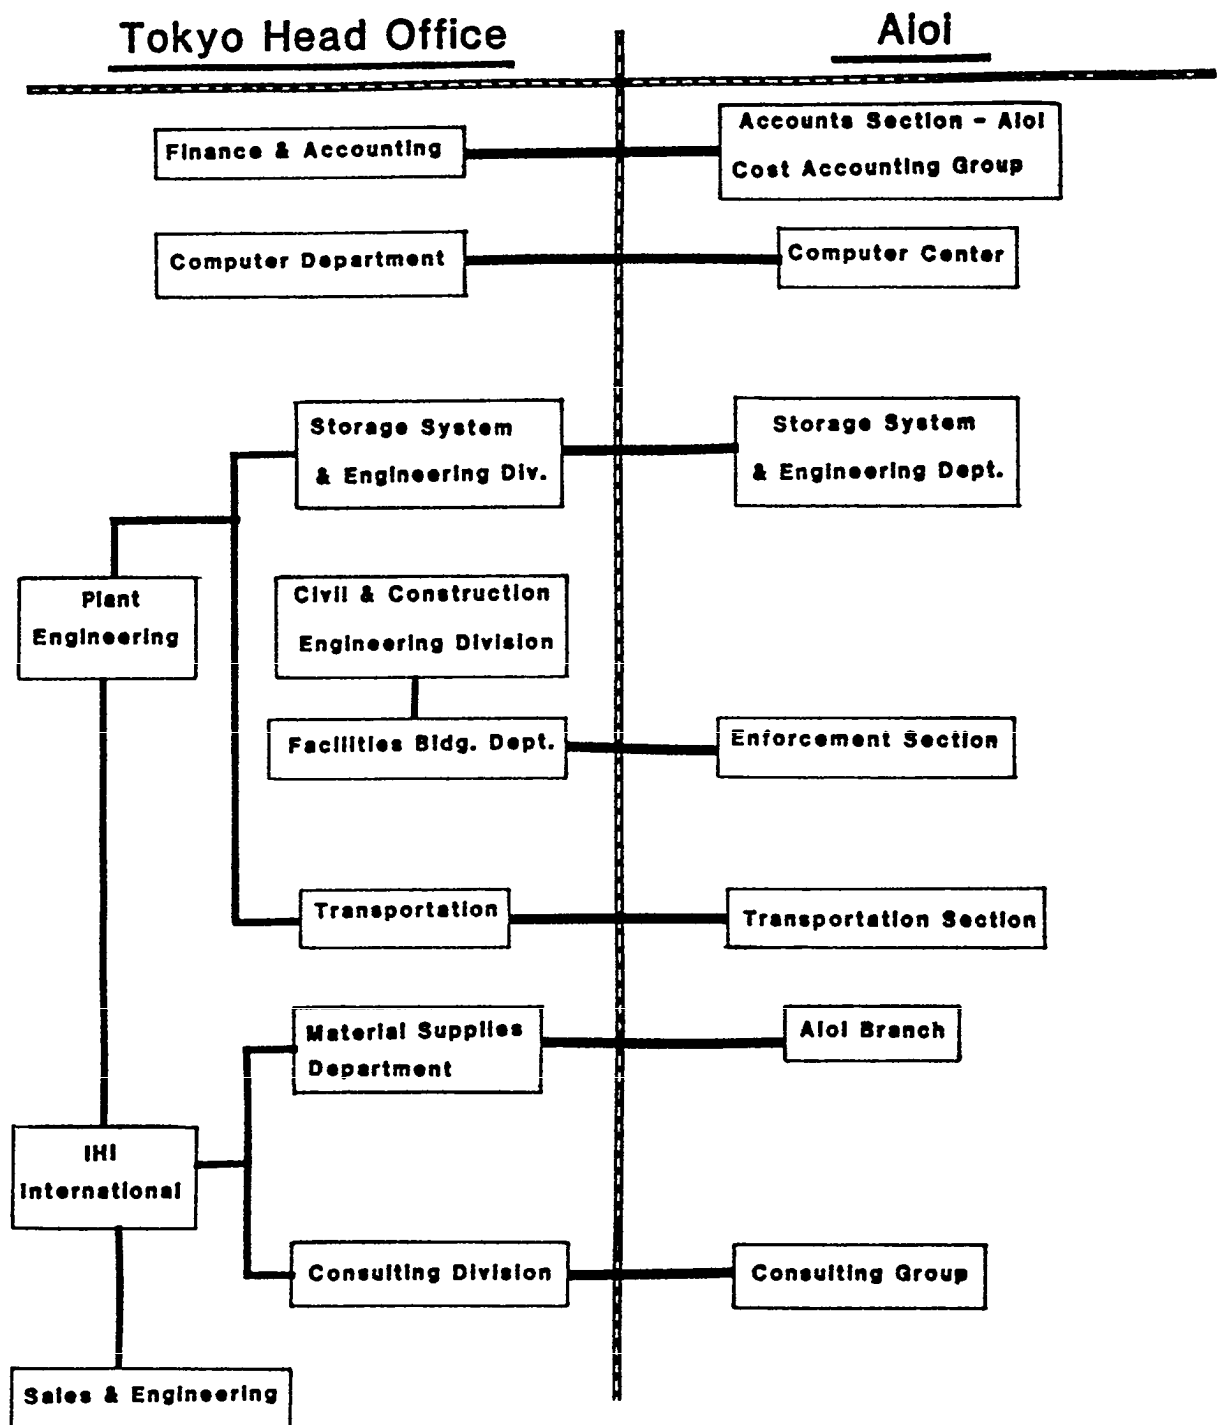 Tokyo Head Office
Aioi
Finance & Accounting
Accounts Section - Aioi
Cost Accounting Group
Computer Department
Computer Center
Storage System
& Engineering Div.
Storage System
& Engineering Dept.
Plant
Engineering
Civil & Construction
Engineering Division
Facilities Bldg. Dept.
Enforcement Section
Transportation
Transportation Section
Material Supplies
Department
Aioi Branch
IHI
International
Consulting Division
Consulting Group
Sales & Engineering